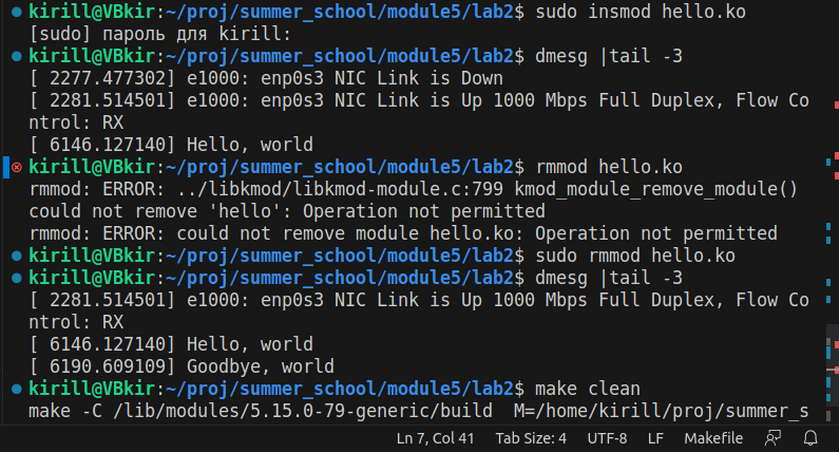 kirill@VBkir:~/proj/summer_school/module5/lab2$ sudo insmod hello.ko
[sudo] пароль для kirill:
kirill@VBkir:~/proj/summer_school/module5/lab2$ dmesg |tail -3
[ 2277.477302] e1000: enp0s3 NIC Link is Down
[ 2281.514501] e1000: enp0s3 NIC Link is Up 1000 Mbps Full Duplex, Flow Co
ntrol: RX
[ 6146.127140] Hello, world
kirill@VBkir:~/proj/summer_school/module5/lab2$ rmmod hello.ko
rmmod: ERROR: ../libkmod/libkmod-module.c:799 kmod_module_remove_module()
could not remove 'hello': Operation not permitted
rmmod: ERROR: could not remove module hello.ko: Operation not permitted
kirill@VBkir:~/proj/summer_school/module5/lab2$ sudo rmmod hello.ko
kirill@VBkir:~/proj/summer_school/module5/lab2$ dmesg |tail -3
[ 2281.514501] e1000: enp0s3 NIC Link is Up 1000 Mbps Full Duplex, Flow Co
ntrol: RX
[ 6146.127140] Hello, world
[ 6190.609109] Goodbye, world
kirill@VBkir:~/proj/summer_school/module5/lab2$ make clean
make -C /lib/modules/5.15.0-79-generic/build  M=/home/kirill/proj/summer_s
Ln 7, Col 41 Tab Size: 4 UTF-8 LF Makefile